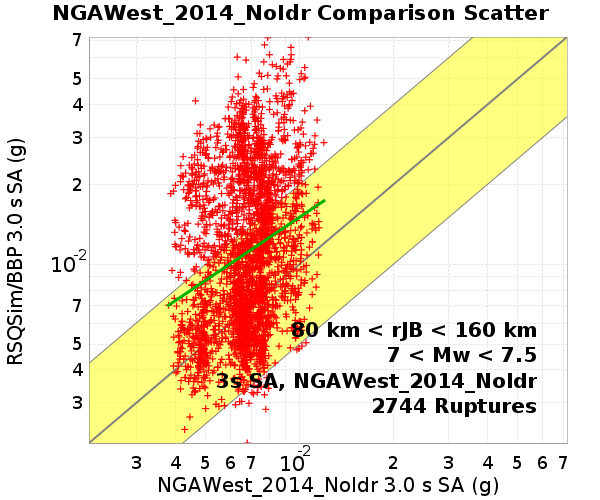 NGAWest_2014_NoIdr Comparison Scatter
7
5
4
3
2
10-2
7
5
4
3
RSQSim/BBP 3.0 s SA (g)
80 km < rJB < 160 km
7 < Mw < 7.5
3s SA, NGAWest_2014_NoIdr
2744 Ruptures
3 4 5 6 7 10-2 2 3 4 5 6 7
NGAWest_2014_NoIdr 3.0 s SA (g)